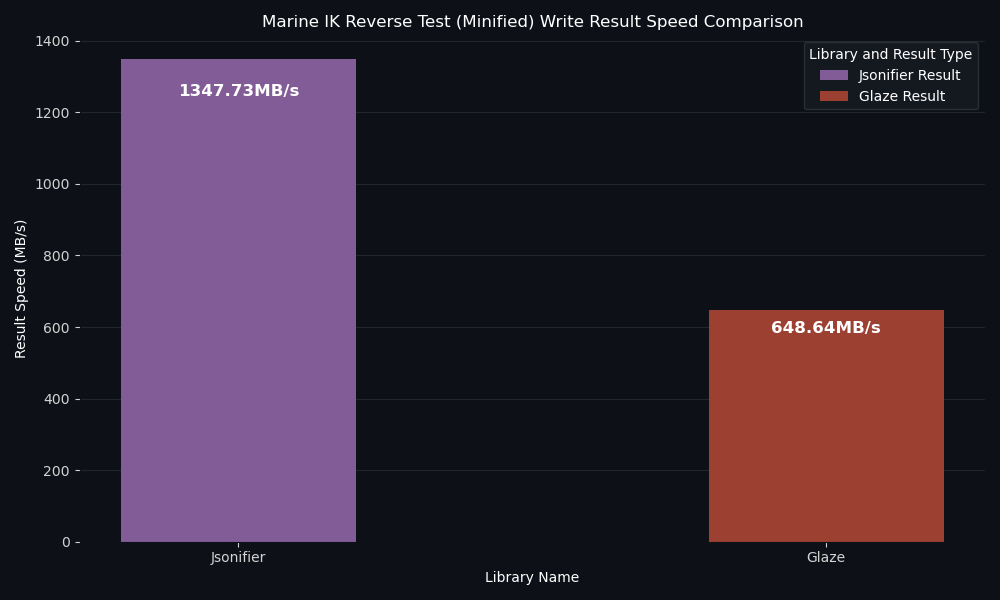 Marine IK Reverse Test (Minified) Write Result Speed Comparison
Library and Result Type
Jsonifier Result
Glaze Result
1400
1200
1000
800
600
400
200
0
Result Speed (MB/s)
1347.73MB/s
648.64MB/s
Jsonifier
Glaze
Library Name